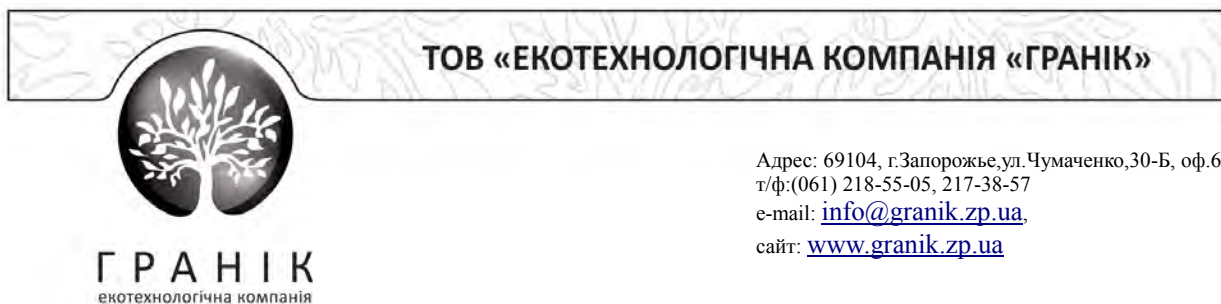 ТОВ «ЕКОТЕХНОЛОГІЧНА КОМПАНІЯ «ГРАНІК»
Адрес: 69104, г.Запорожье,ул.Чумаченко,30-Б, оф.6
т/ф:(061) 218-55-05, 217-38-57
e-mail: info@granik.zp.ua,
сайт: www.granik.zp.ua
ГРАНІК
екотехнологічна компанія